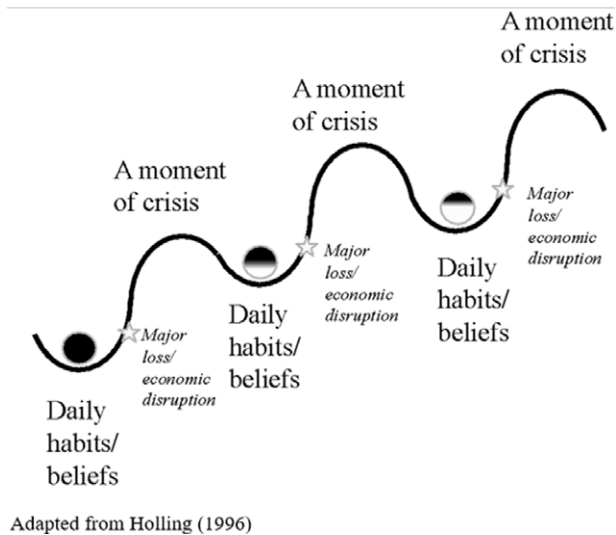 A moment
of crisis
A moment
of crisis
A moment
of crisis
Major
loss/
economic
disruption
Major
loss/
economic
disruption
Major
loss/
economic
disruption
Daily
habits/
beliefs
Daily
habits/
beliefs
Daily
habits/
beliefs
Adapted from Holling (1996)